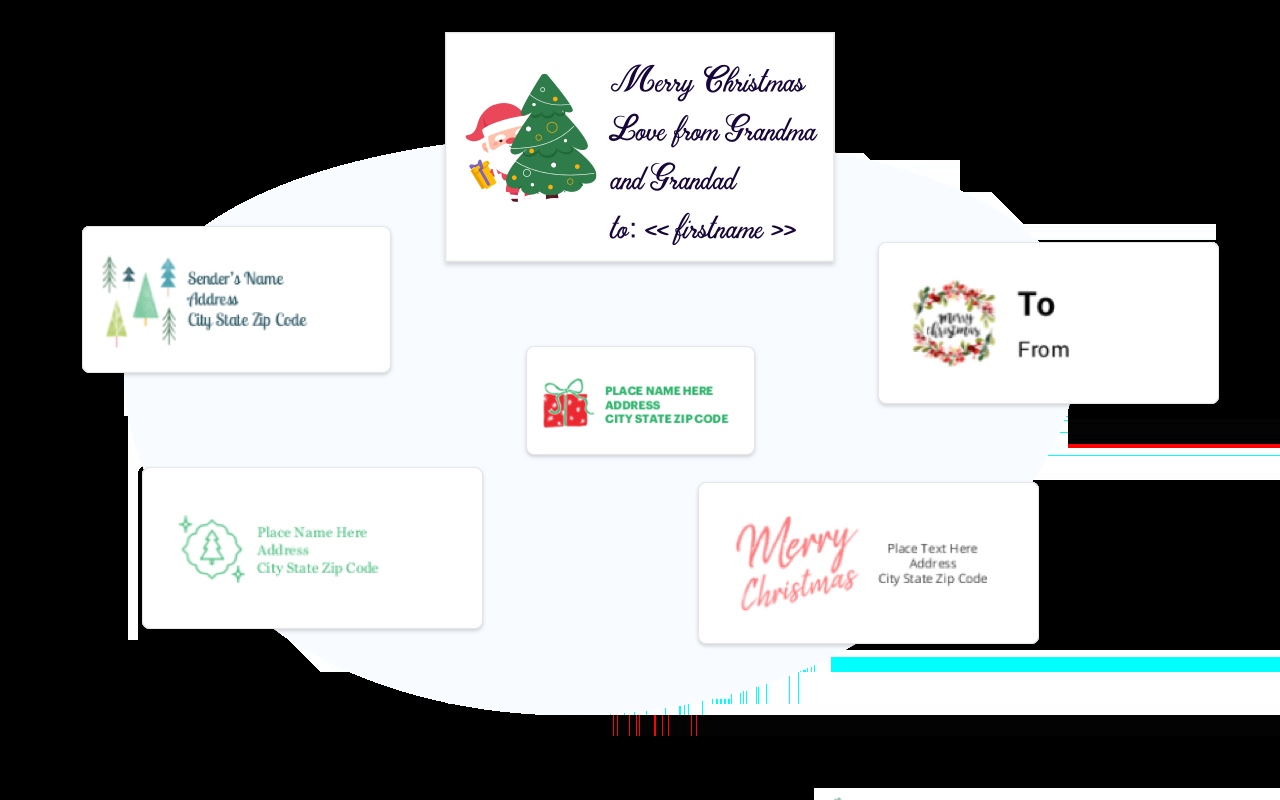 Merry Christmas
Love from Grandma
and Grandad
to: << firstname >>
Sender's Name
Address
City State Zip Code
merry
christmas
To
From
PLACE NAME HERE
ADDRESS
CITY STATE ZIP CODE
Place Name Here
Address
City State Zip Code
Merry
Christmas
Place Text Here
Address
City State Zip Code